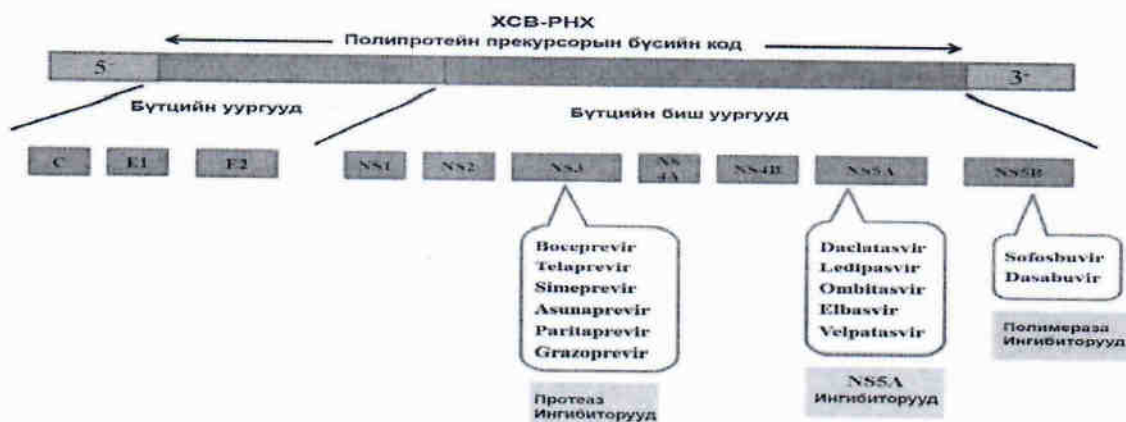 ХСВ-РНХ
Полипротейн прекурсорын бүсийн код
5-
3-
Бүтцийн уургууд
Бүтцийн биш уургууд
C
E1
E2
NS1
NS2
NS3
NS
4A
NS4B
NS5A
NS5B
Boceprevir
Telaprevir
Simeprevir
Asunaprevir
Paritaprevir
Grazoprevir
Протеаз
Ингибиторууд
Daclatasvir
Ledipasvir
Ombitasvir
Elbasvir
Velpatasvir
NS5A
Ингибиторууд
Sofosbuvir
Dasabuvir
Полимераза
Ингибиторууд